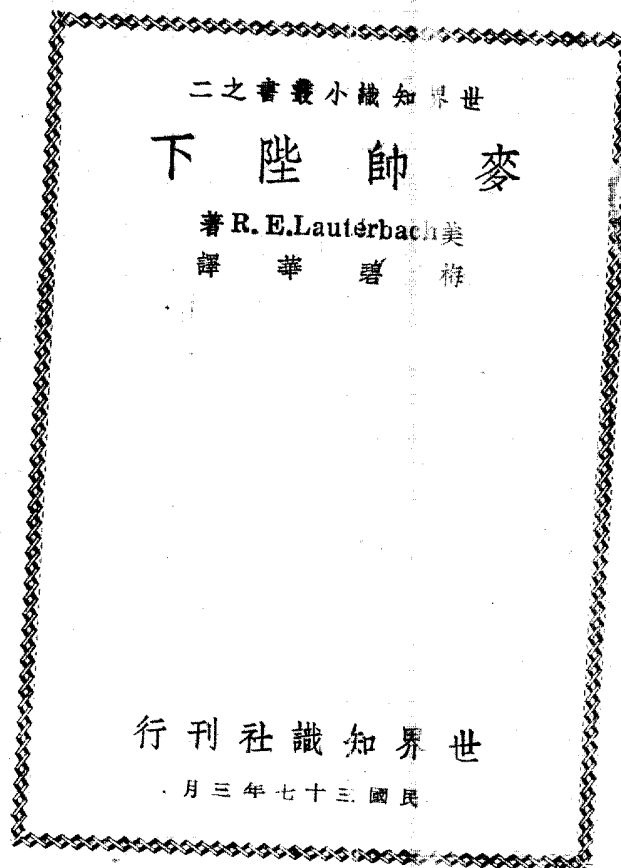 世界知識小叢書之二
麥帥陛下
美R. E. Lauterbach著
梅碧華譯
世界知識社刊行
民國三十七年三月